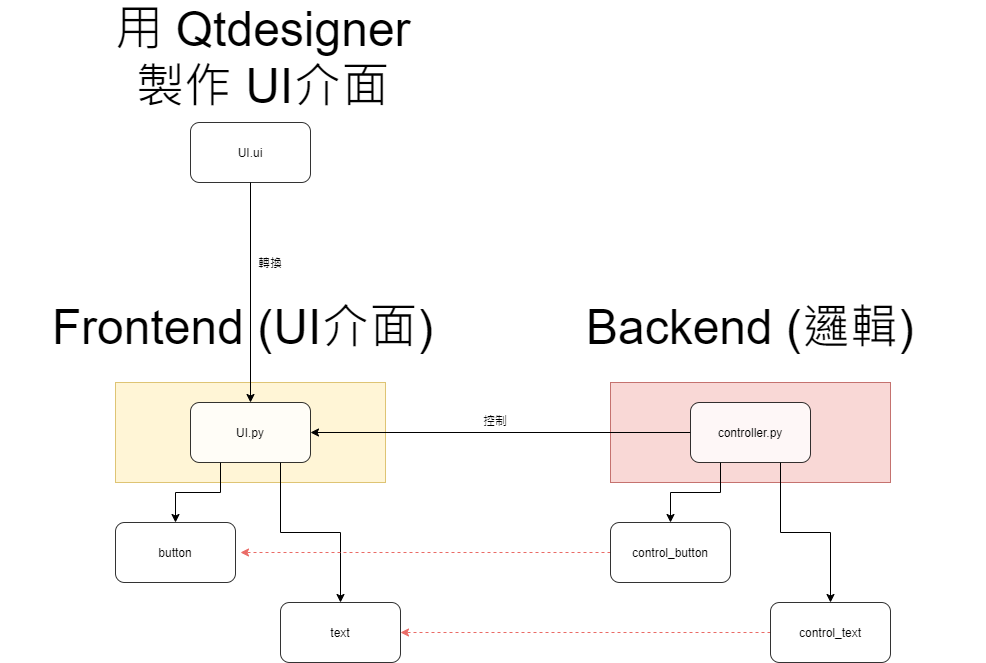 用 Qtdesigner
製作 UI介面
UI.ui
轉換
Frontend (UI介面)
Backend (邏輯)
UI.py
控制
controller.py
button
control_button
text
control_text